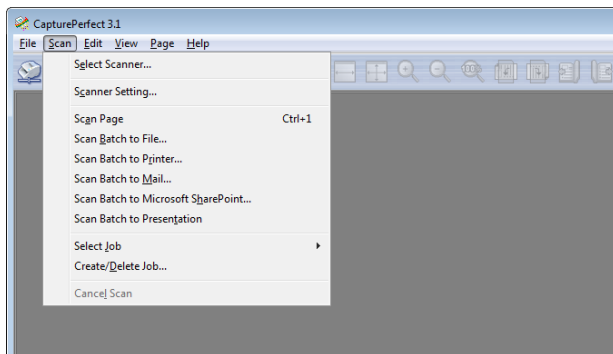 CapturePerfect 3.1
File Scan Edit View Page Help
Select Scanner...
Scanner Setting...
Scan Page Ctrl+1
Scan Batch to File...
Scan Batch to Printer...
Scan Batch to Mail...
Scan Batch to Microsoft SharePoint...
Scan Batch to Presentation
Select Job
Create/Delete Job...
Cancel Scan